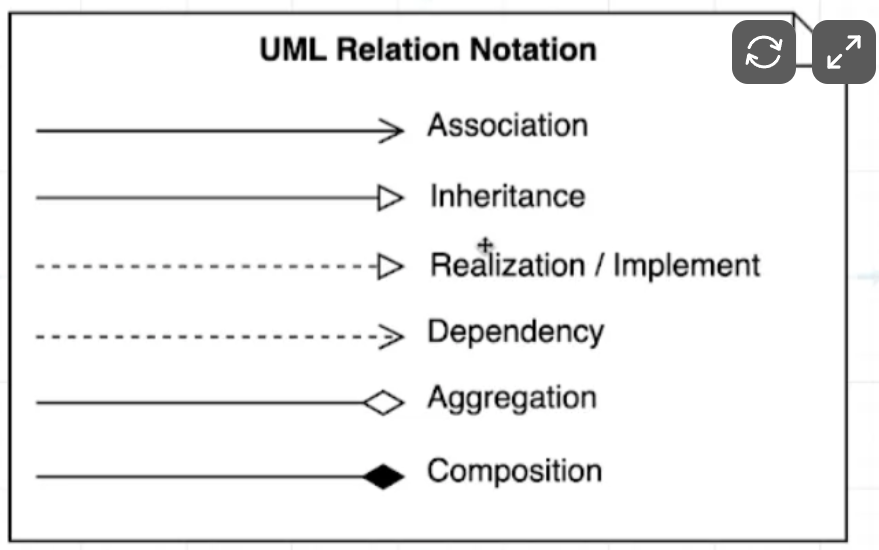 UML Relation Notation
Association
Inheritance
Realization / Implement
Dependency
Aggregation
Composition